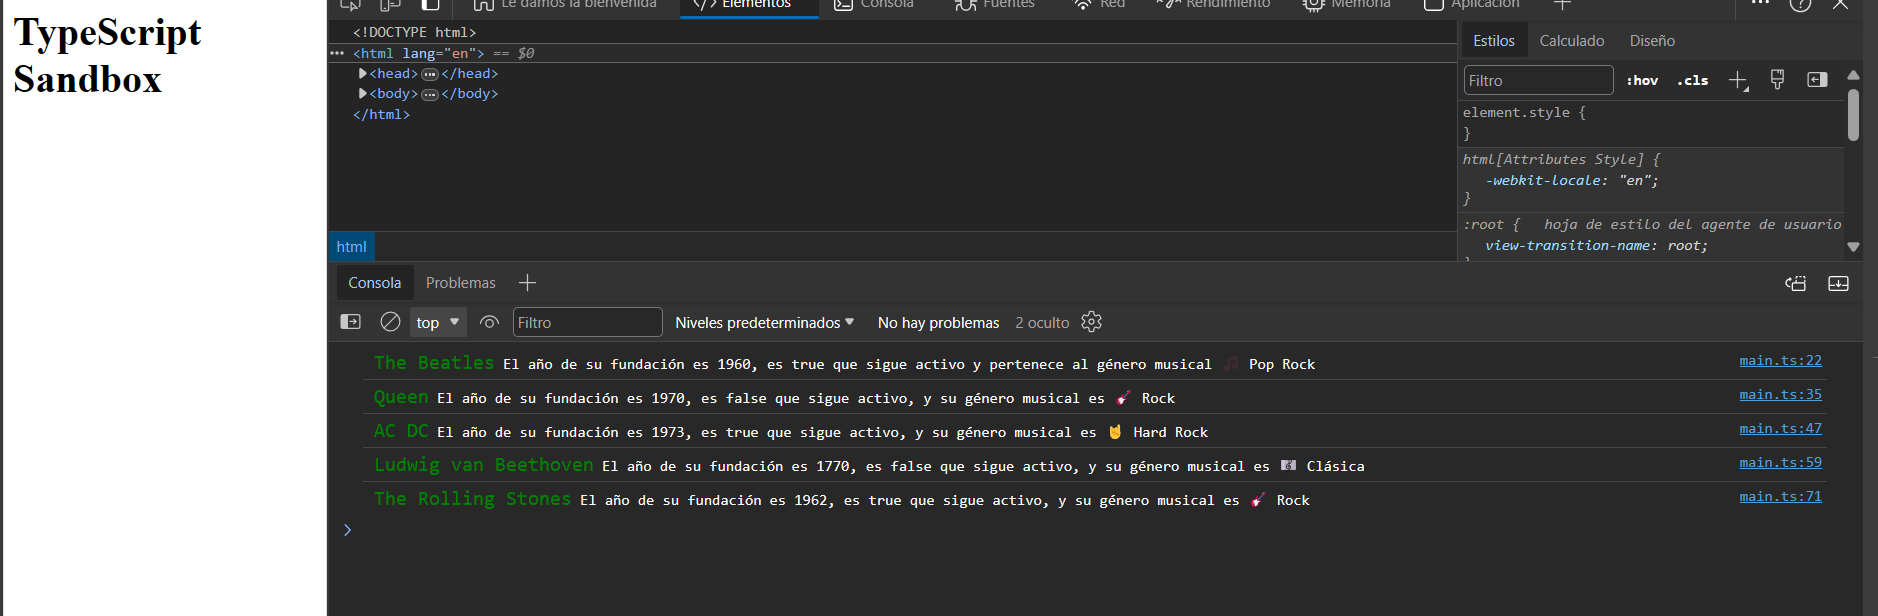 TypeScript
Sandbox
Le damos la bienvenida
Elementos
Consola
Fuentes
Red
Rendimiento
Memoria
Aplicación
<!DOCTYPE html>
<html lang="en"> == $0
<head>…</head>
<body>…</body>
</html>
html
Estilos Calculado Diseño
Filtro :hov .cls
element.style {
}
html[Attributes Style] {
-webkit-locale: "en";
}
:root { hoja de estilo del agente de usuario
view-transition-name: root;
}
Consola Problemas
top Filtro Niveles predeterminados No hay problemas 2 oculto
The Beatles El año de su fundación es 1960, es true que sigue activo y pertenece al género musical 🎵 Pop Rock main.ts:22
Queen El año de su fundación es 1970, es false que sigue activo, y su género musical es 🎸 Rock main.ts:35
AC DC El año de su fundación es 1973, es true que sigue activo, y su género musical es 🤘 Hard Rock main.ts:47
Ludwig van Beethoven El año de su fundación es 1770, es false que sigue activo, y su género musical es 🎼 Clásica main.ts:59
The Rolling Stones El año de su fundación es 1962, es true que sigue activo, y su género musical es 🎸 Rock main.ts:71